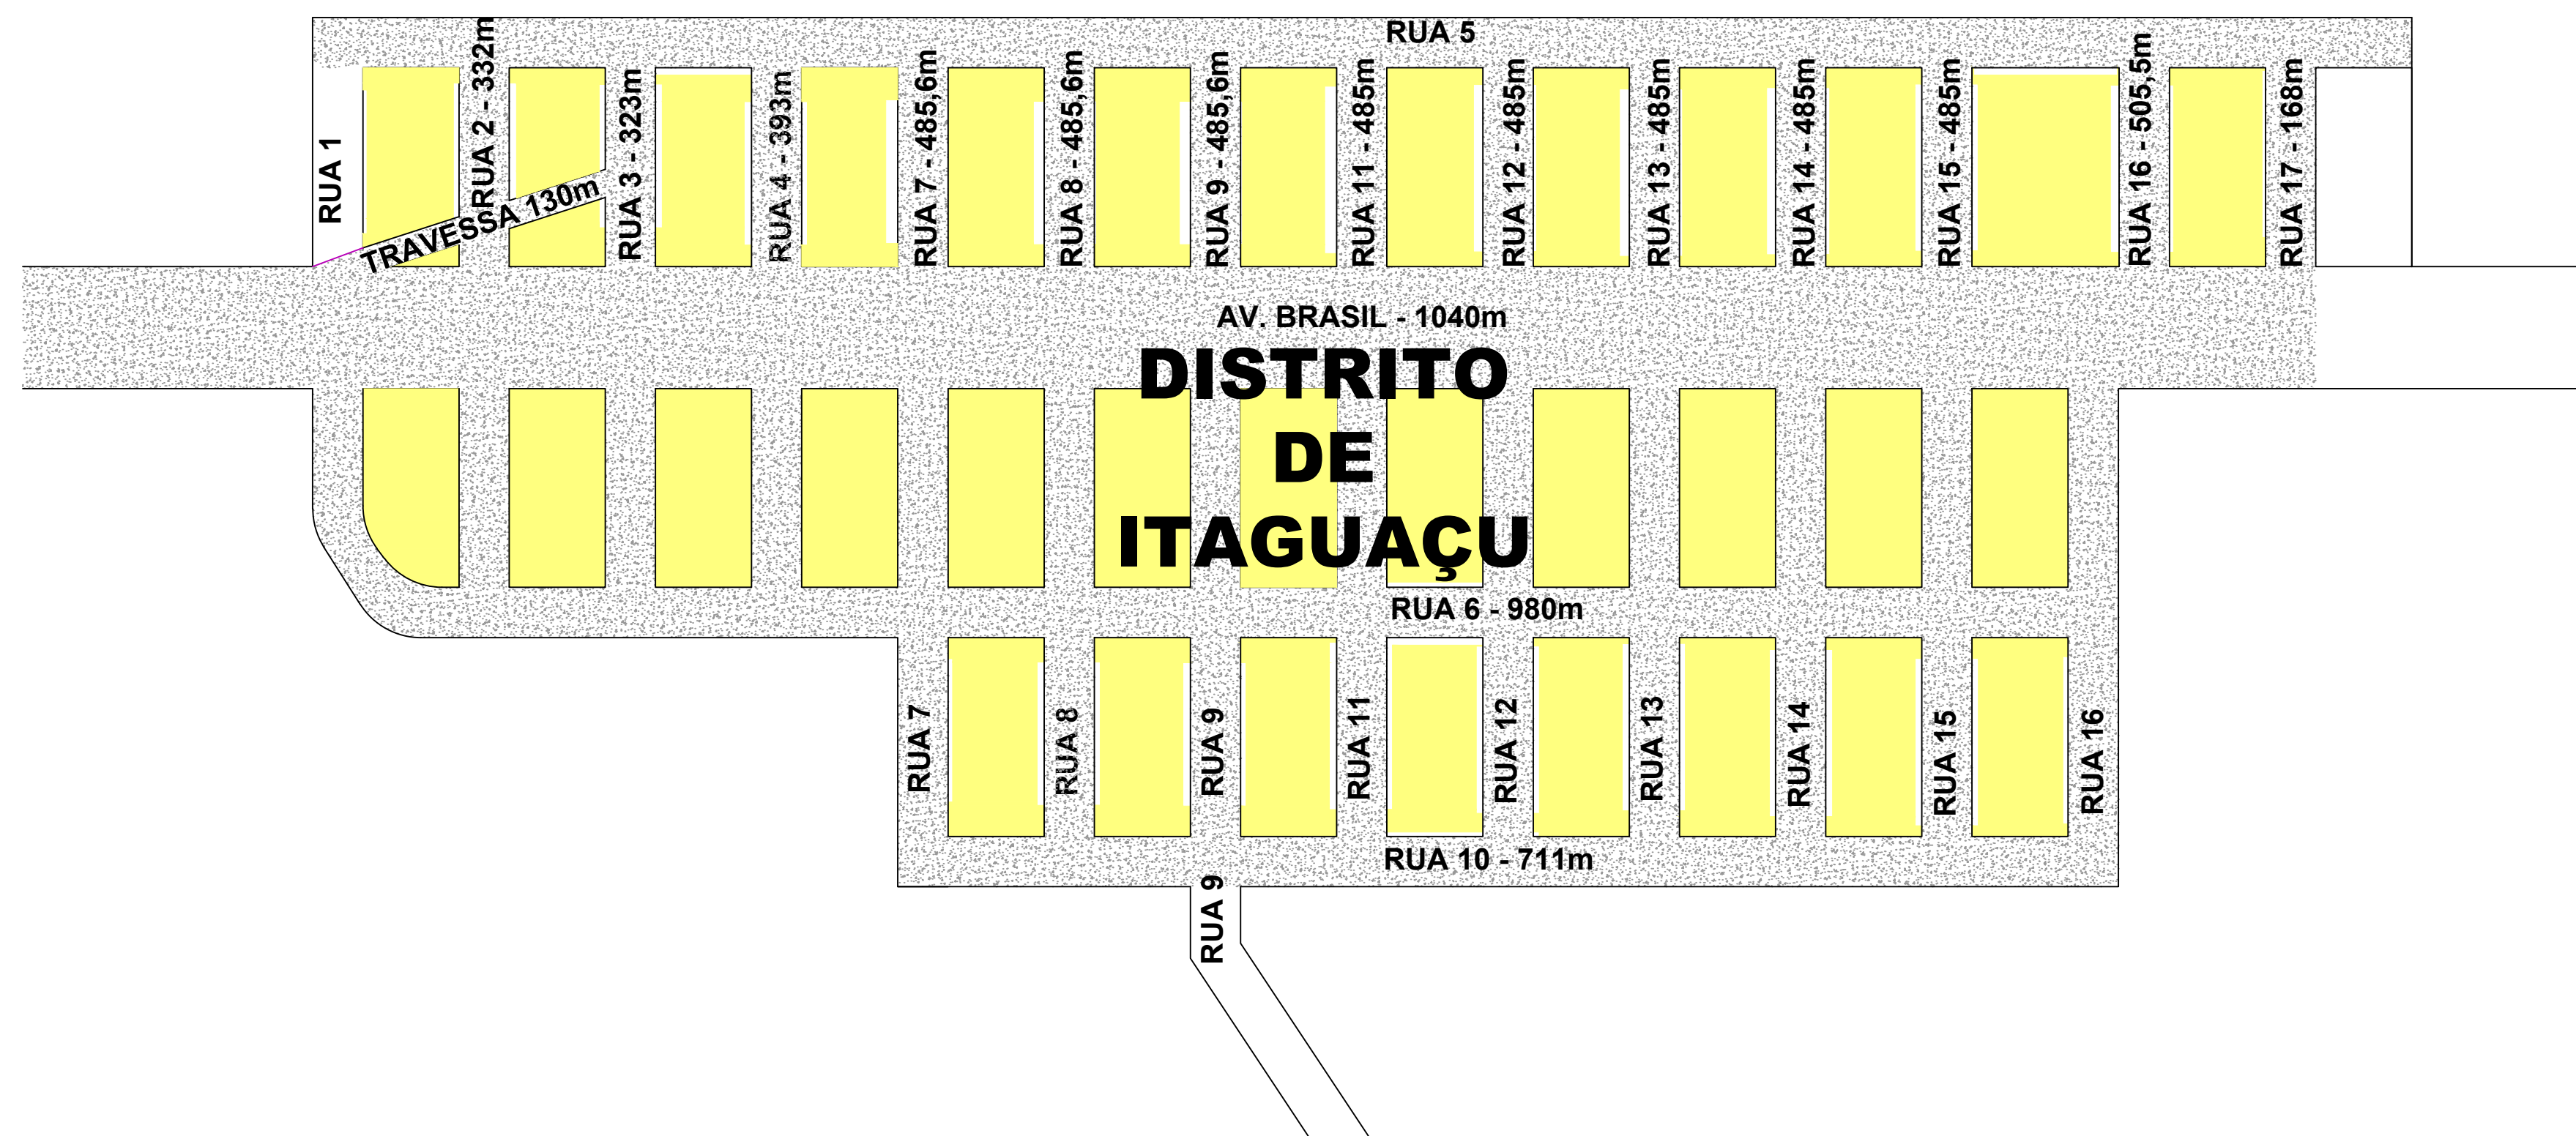 RUA 5
RUA 1
RUA 2 - 332m
TRAVESSA 130m
RUA 3 - 323m
RUA 4 - 393m
RUA 7 - 485,6m
RUA 8 - 485,6m
RUA 9 - 485,6m
RUA 11 - 485m
RUA 12 - 485m
RUA 13 - 485m
RUA 14 - 485m
RUA 15 - 485m
RUA 16 - 505,5m
RUA 17 - 168m
AV. BRASIL - 1040m
DISTRITO
DE
ITAGUAÇU
RUA 6 - 980m
RUA 7
RUA 8
RUA 9
RUA 11
RUA 12
RUA 13
RUA 14
RUA 15
RUA 16
RUA 10 - 711m
RUA 9